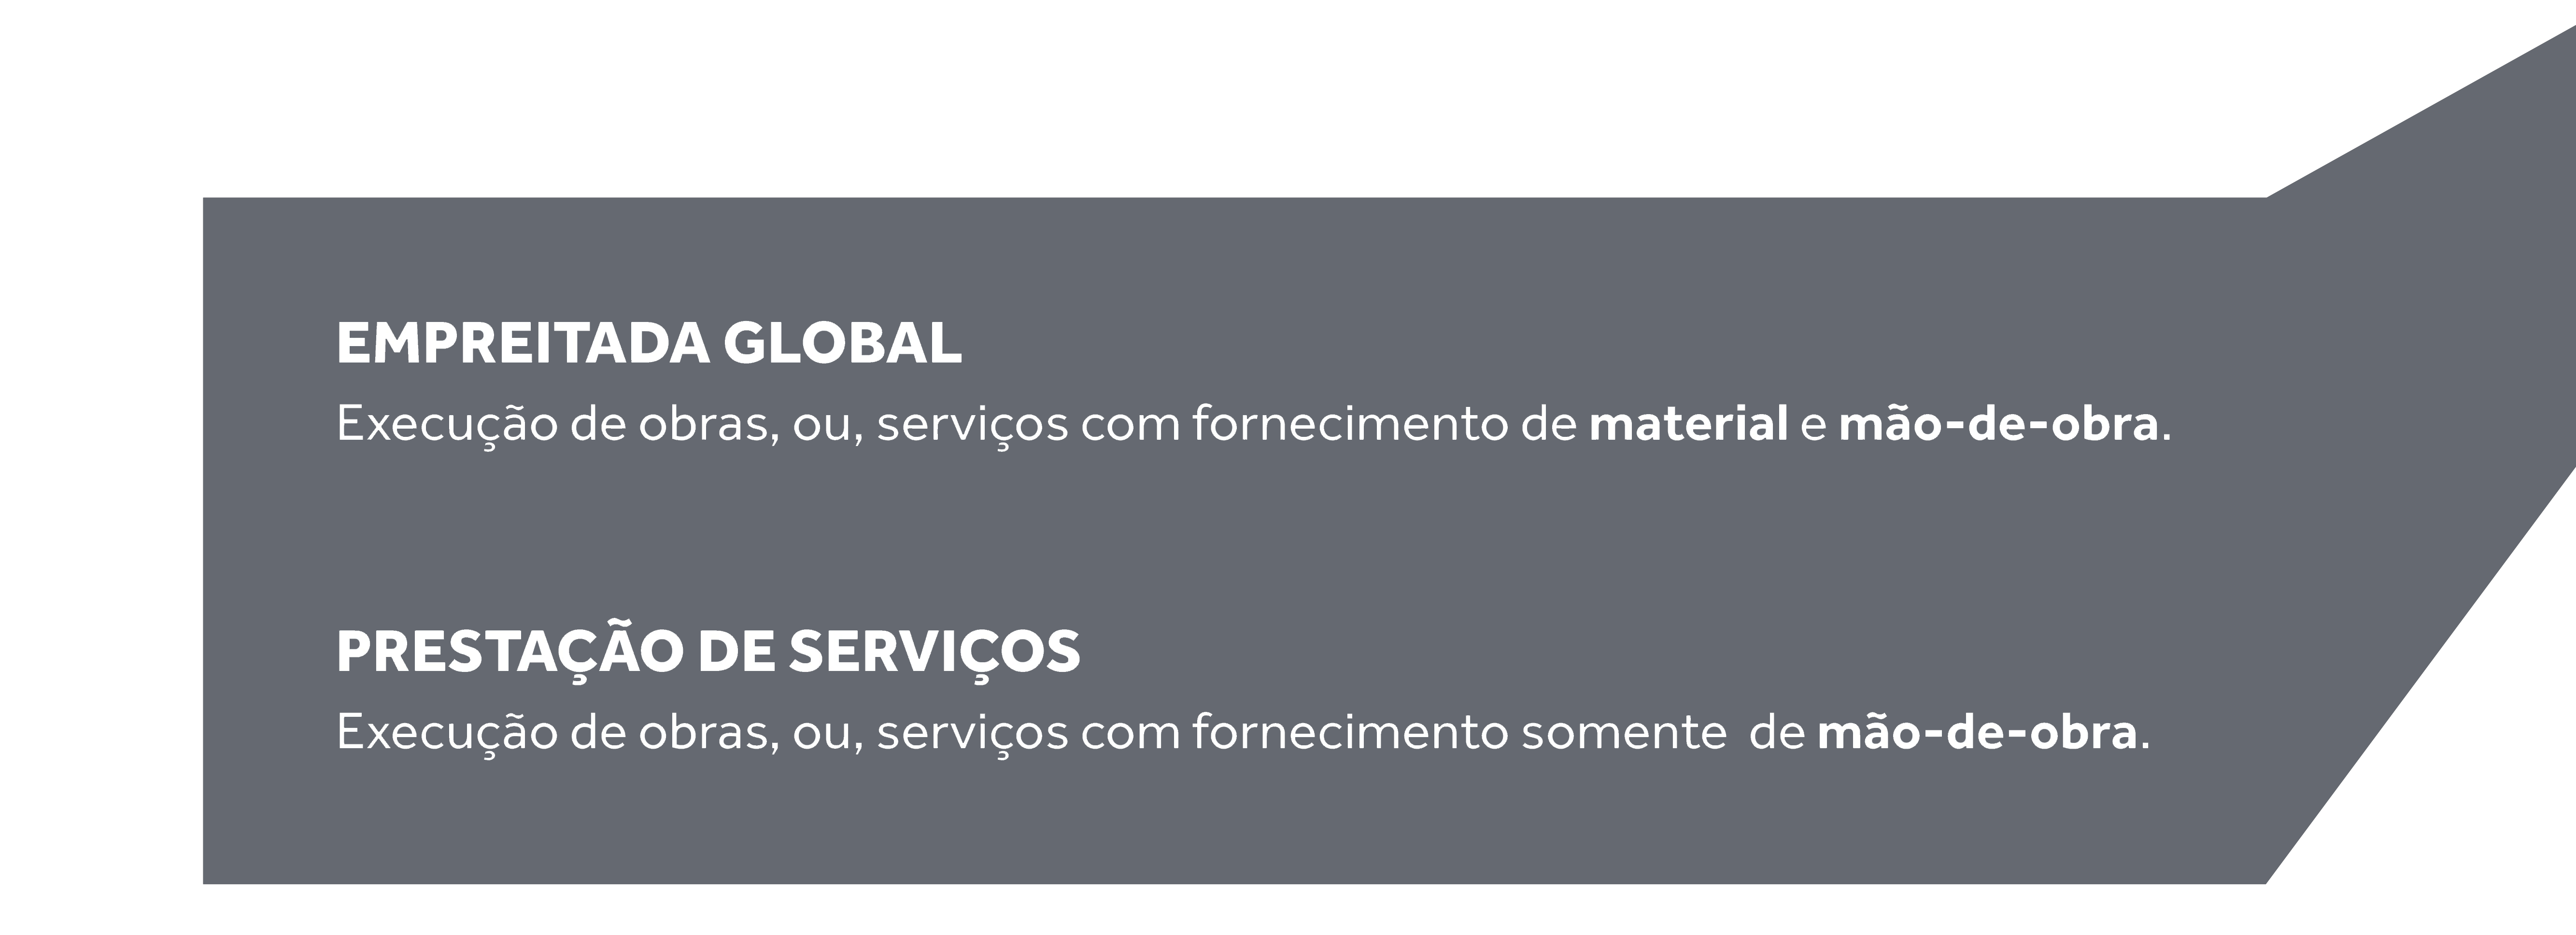 EMPREITADA GLOBAL
Execução de obras, ou, serviços com fornecimento de material e mão-de-obra.
PRESTAÇÃO DE SERVIÇOS
Execução de obras, ou, serviços com fornecimento somente  de mão-de-obra.